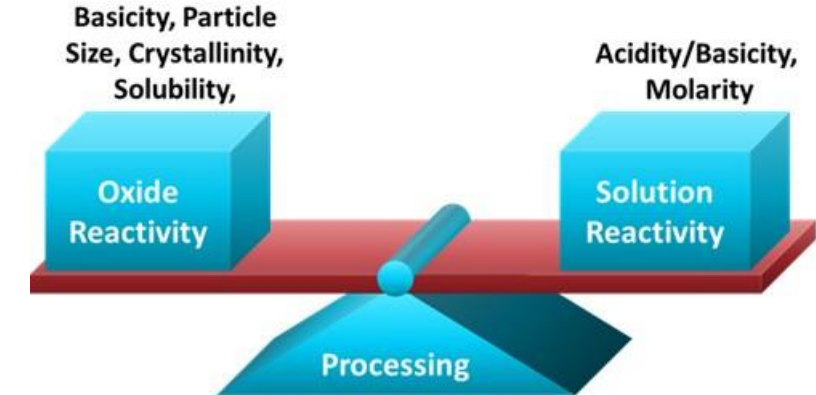 Basicity, Particle
Size, Crystallinity,
Solubility,
Acidity/Basicity,
Molarity
Oxide
Reactivity
Solution
Reactivity
Processing